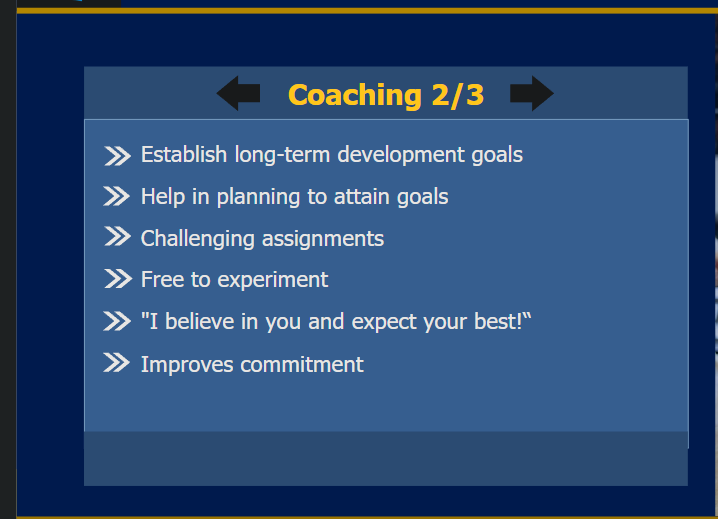 Coaching 2/3
Establish long-term development goals
Help in planning to attain goals
Challenging assignments
Free to experiment
"I believe in you and expect your best!“
Improves commitment